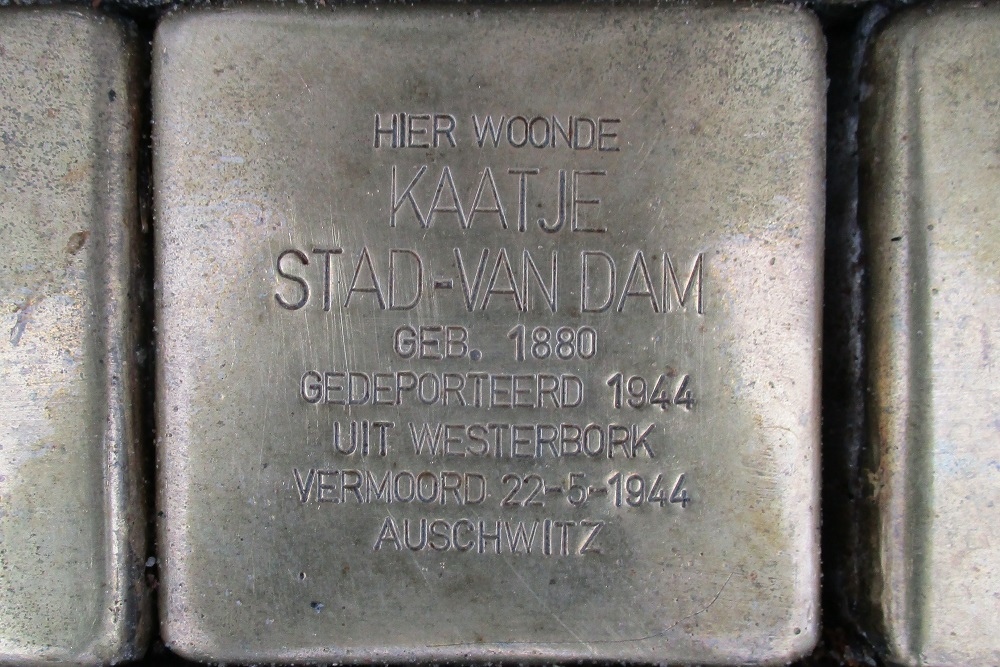 HIER WOONDE
KAATJE
STAD-VAN DAM
GEB. 1880
GEDEPORTEERD 1944
UIT WESTERBORK
VERMOORD 22-5-1944
AUSCHWITZ